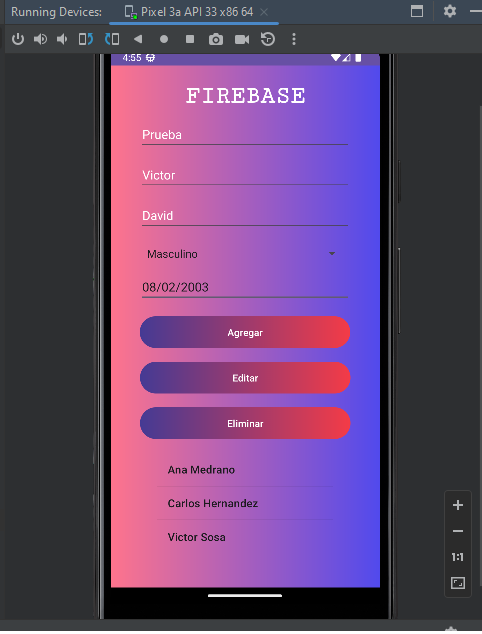 Running Devices: Pixel 3a API 33 x86 64
4:55
FIREBASE
Prueba
Victor
David
Masculino
08/02/2003
Agregar
Editar
Eliminar
Ana Medrano
Carlos Hernandez
Victor Sosa
1:1